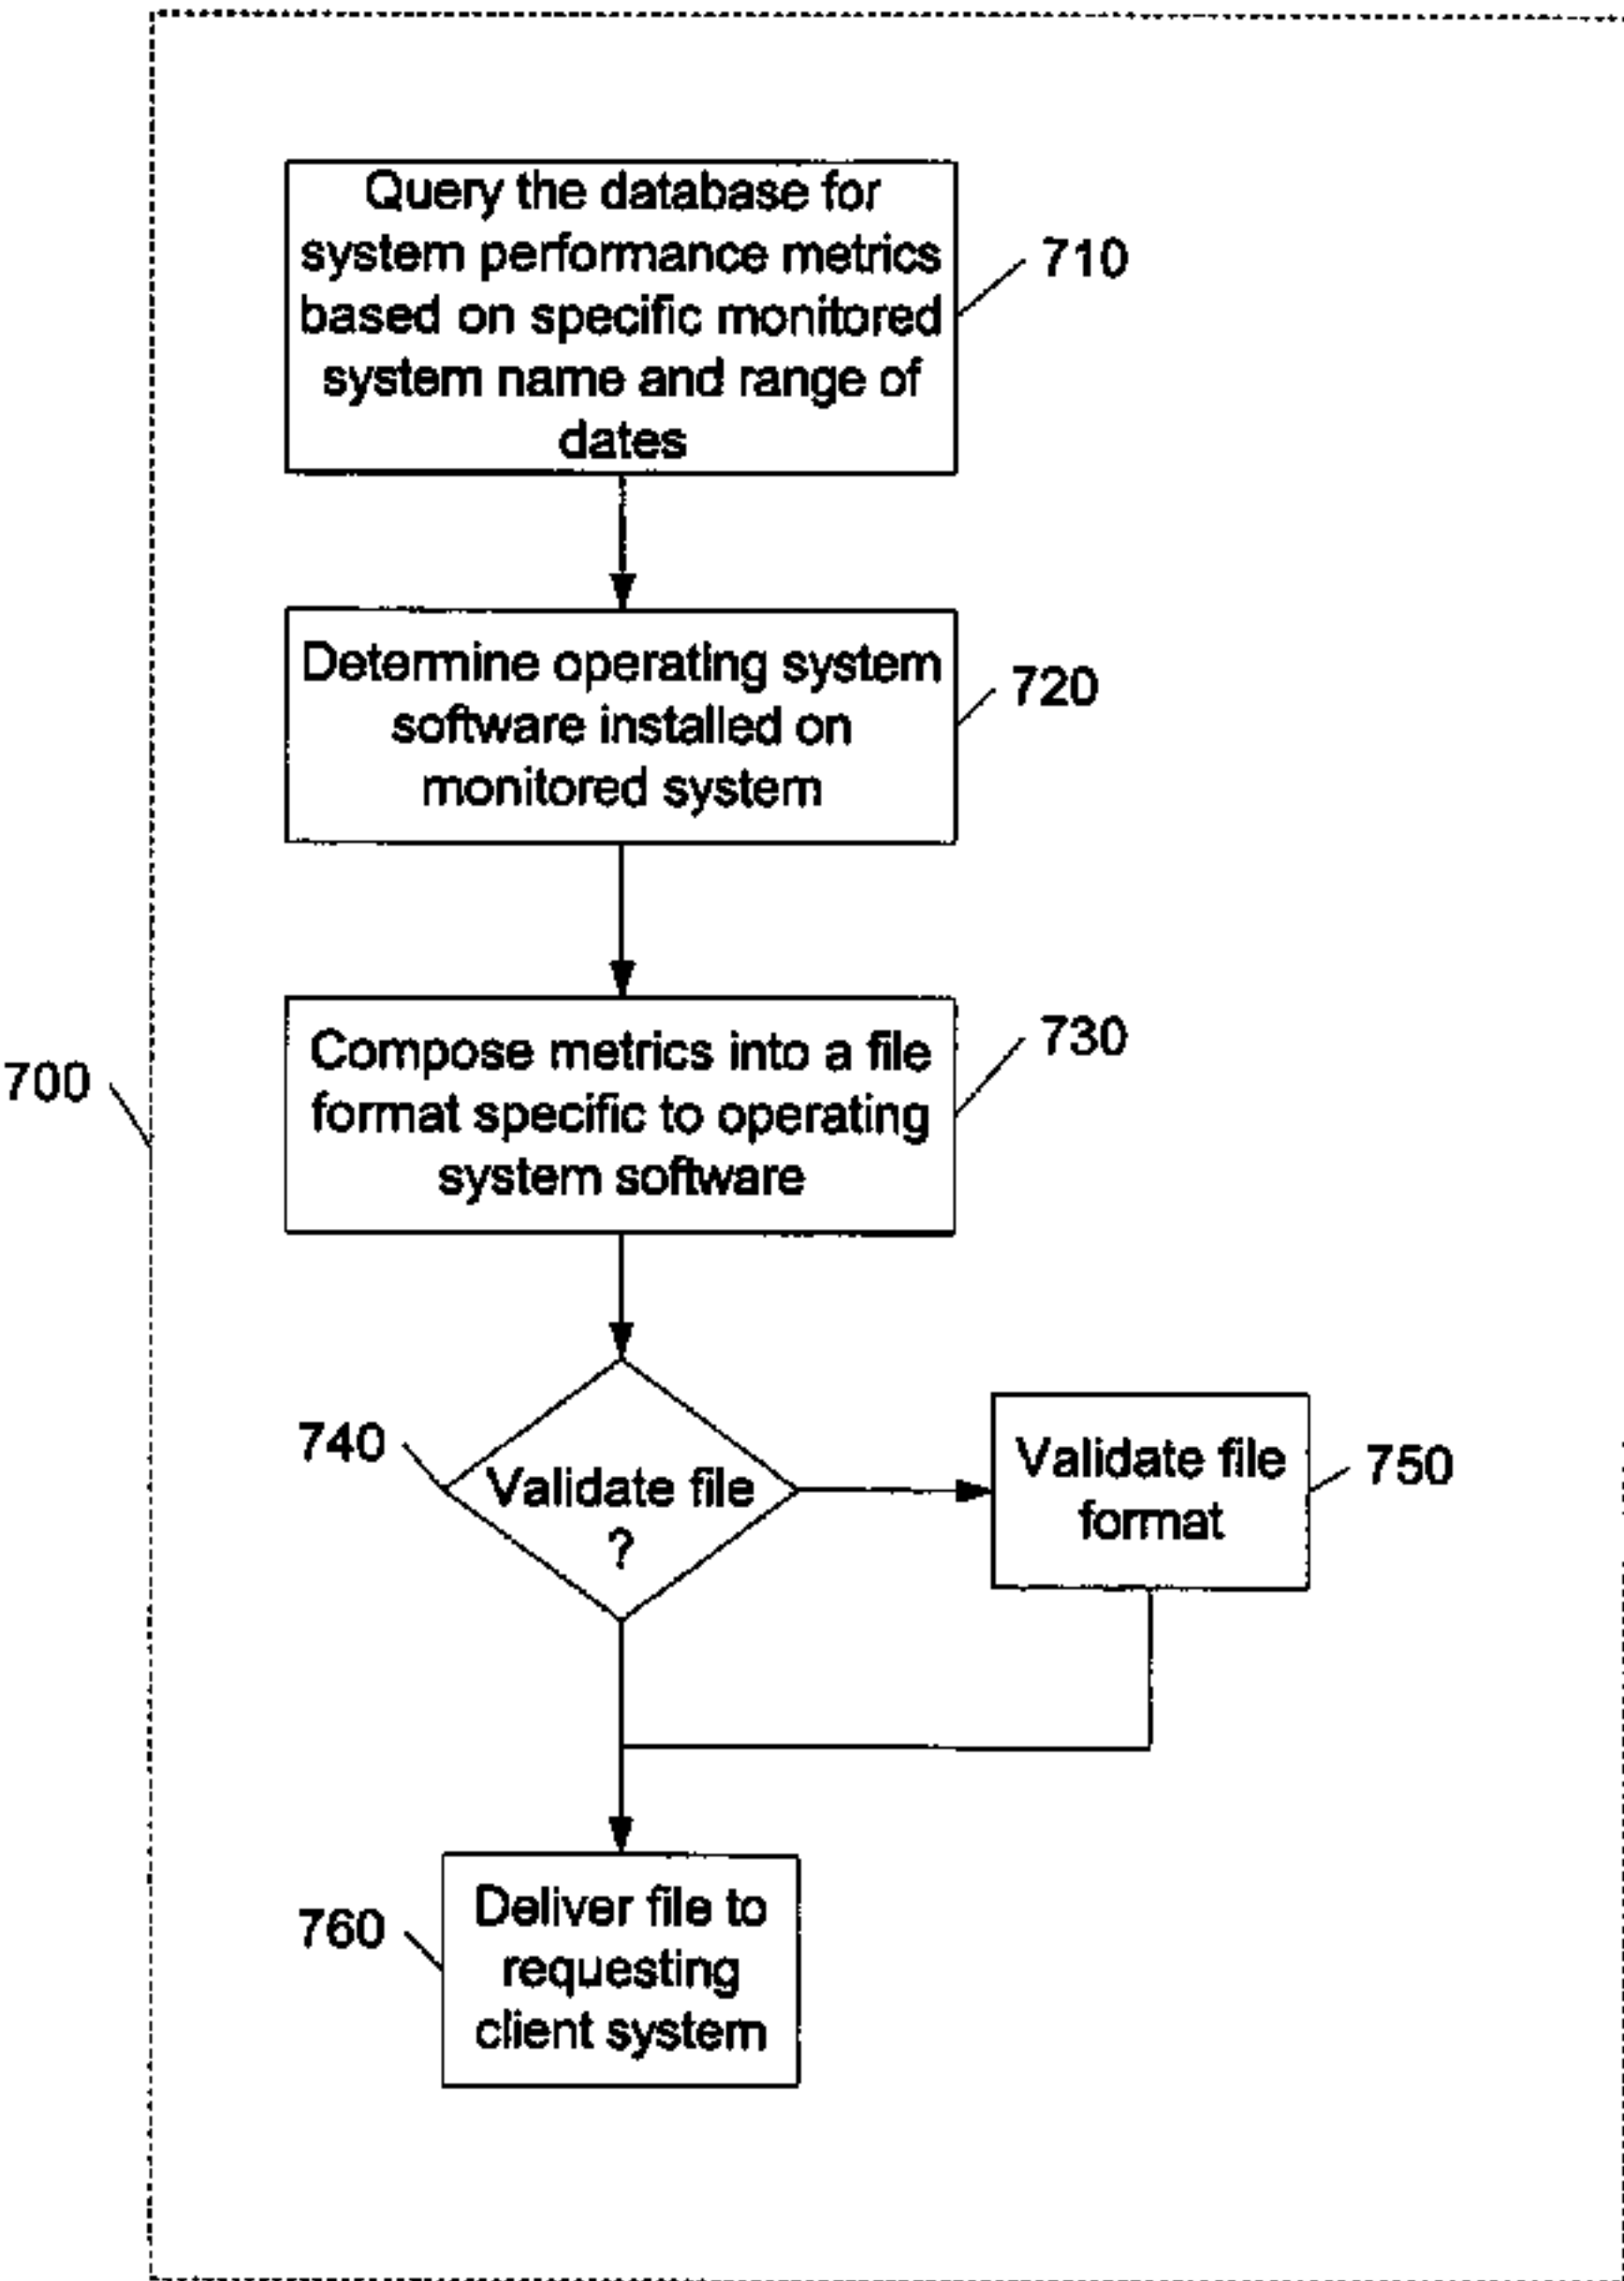 Query the database for
system performance metrics
based on specific monitored
system name and range of
dates
710
Determine operating system
software installed on
monitored system
720
Compose metrics into a file
format specific to operating
system software
730
700
740
Validate file
?
Validate file
format
750
760
Deliver file to
requesting
client system